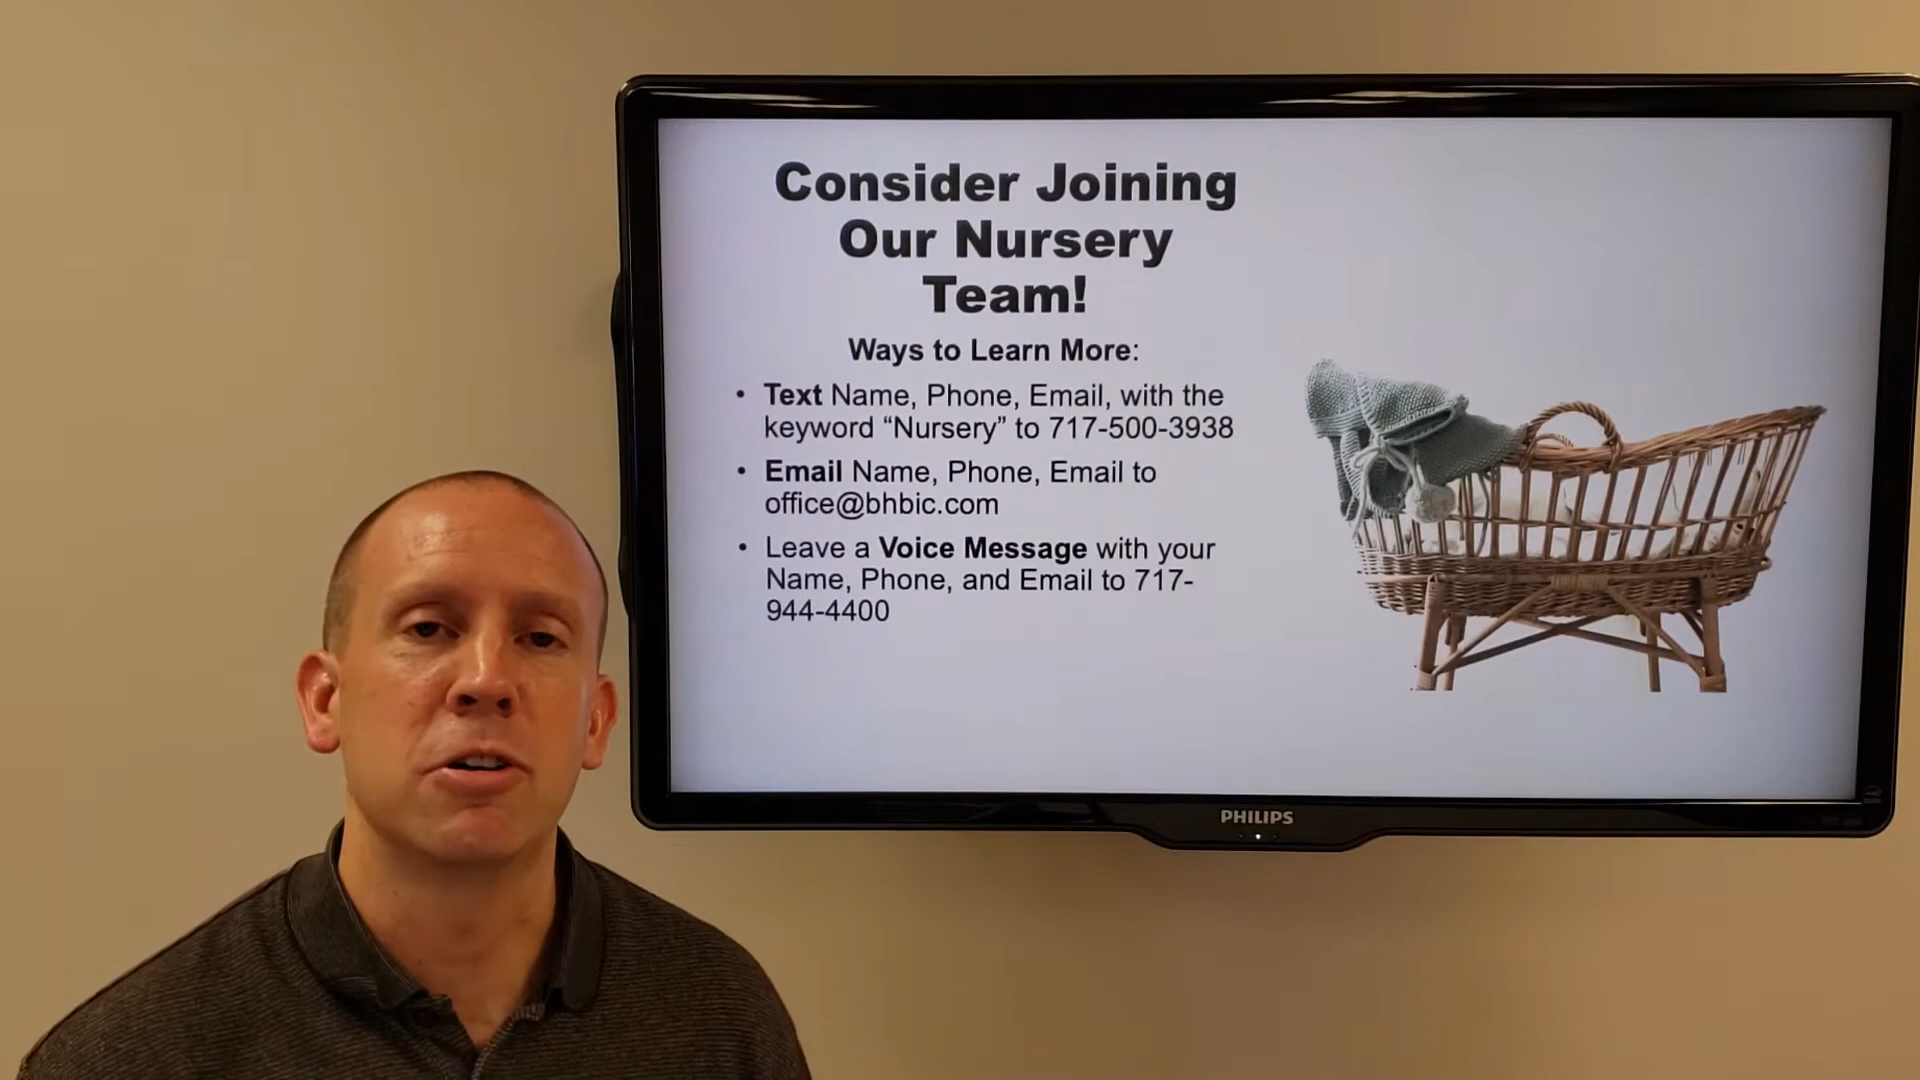 Consider Joining
Our Nursery
Team!
Ways to Learn More:
• Text Name, Phone, Email, with the
keyword “Nursery” to 717-500-3938
• Email Name, Phone, Email to
office@bhbic.com
• Leave a Voice Message with your
Name, Phone, and Email to 717-
944-4400
PHILIPS